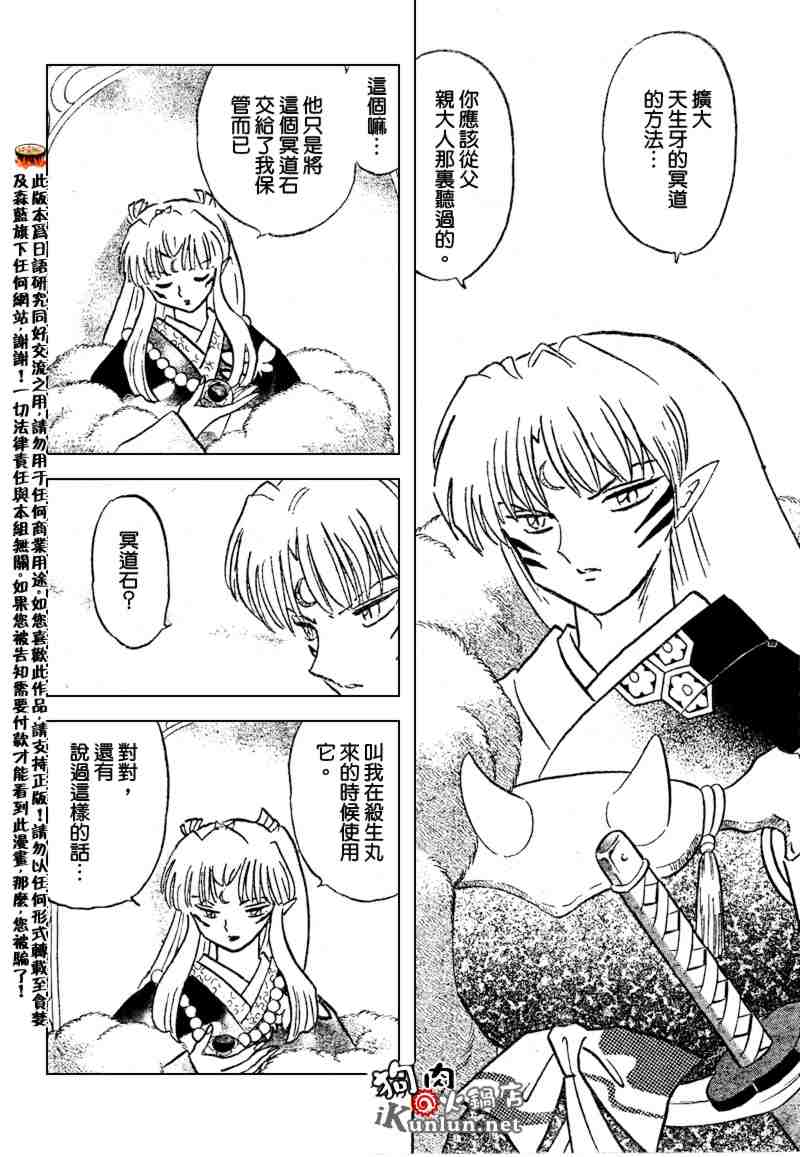 擴大
天生牙的冥道
的方法…
你應該從父
親大人那裏聽過的。
這個嘛…
他只是將
這個冥道石
交給了我保
管而已
冥道石?
叫我在殺生丸
來的時候使用
它。
對對,
還有
說過這樣的話…
此版本爲日語研究同好交流之用,請勿用于任何商業用途。如您喜歡此作品,請支持正版!請勿以任何形式轉載至貪婪
及森藍旗下任何網站,謝謝!一切法律責任與本組無關。如果您被告知需要付款才能看到此漫畫,那麽,您被騙了!
狗肉
火鍋店
iKunlun.net